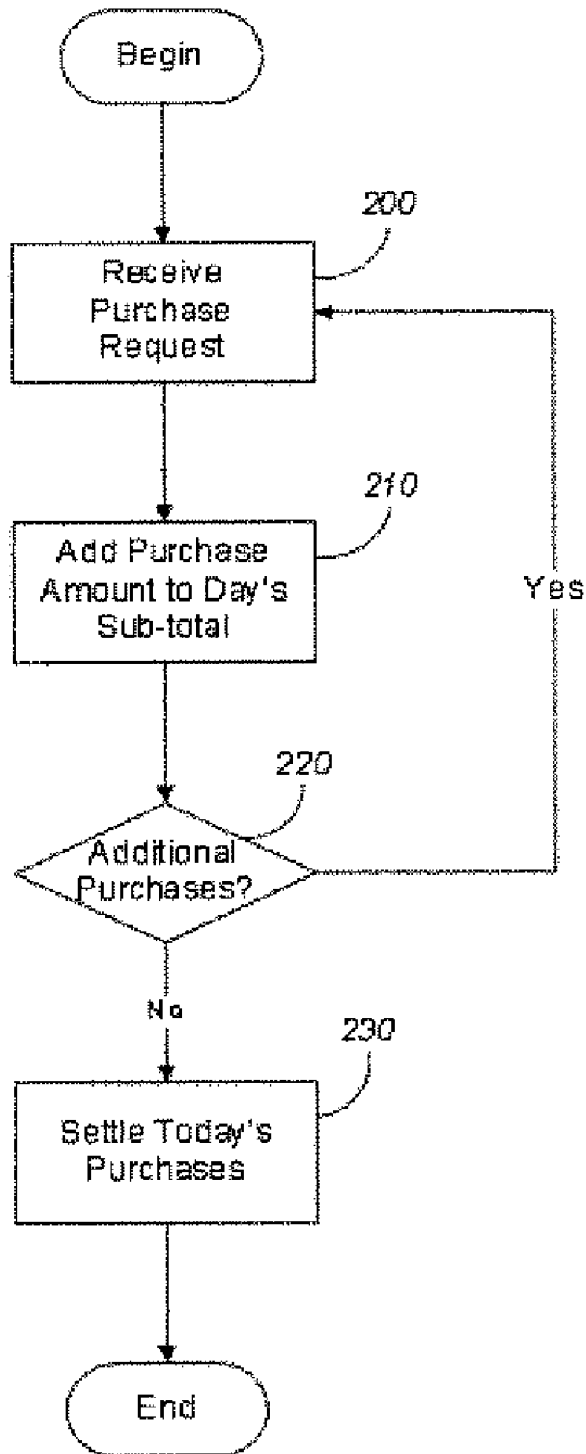 Begin
200
Receive
Purchase
Request
210
Add Purchase
Amount to Day's
Sub-total
Yes
220
Additional
Purchases?
No
230
Settle Today's
Purchases
End